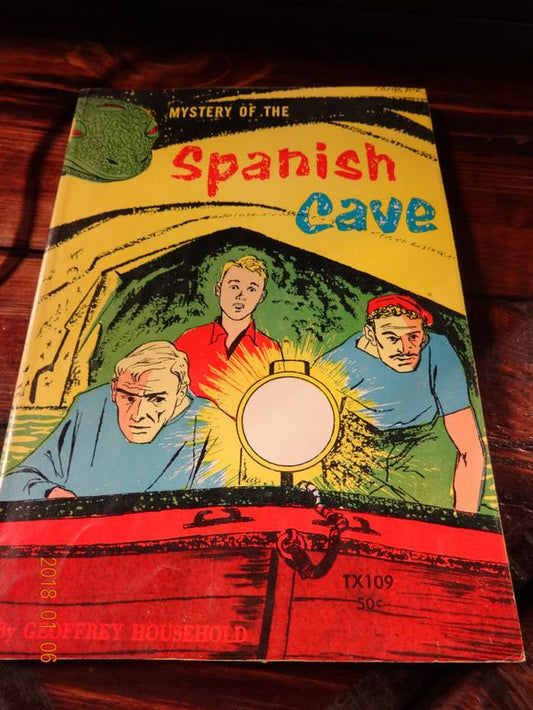 MYSTERY OF THE
Spanish
Cave
TX109
50¢
By GEOFFREY HOUSEHOLD
2018 01 06